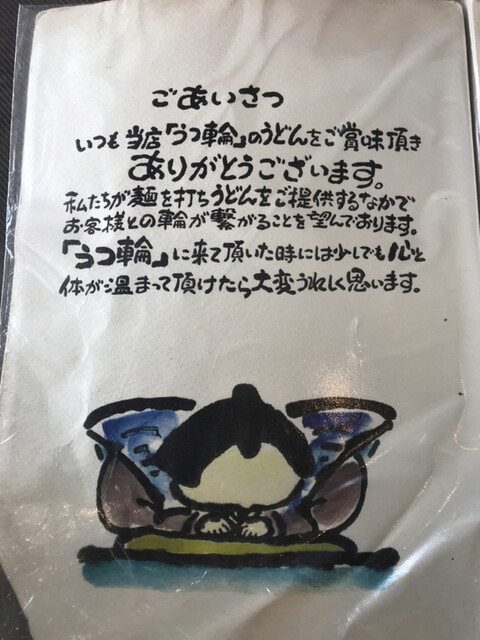 ごあいさつ
いつも当店「うつ輪」のうどんをご賞味頂き
ありがとうございます。
私たちが麺を打ちうどんをご提供するなかで
お客様との輪が繋がることを望んでおります。
「うつ輪」に来て頂いた時には少しでも心と
体が温まって頂けたら大変うれしく思います。